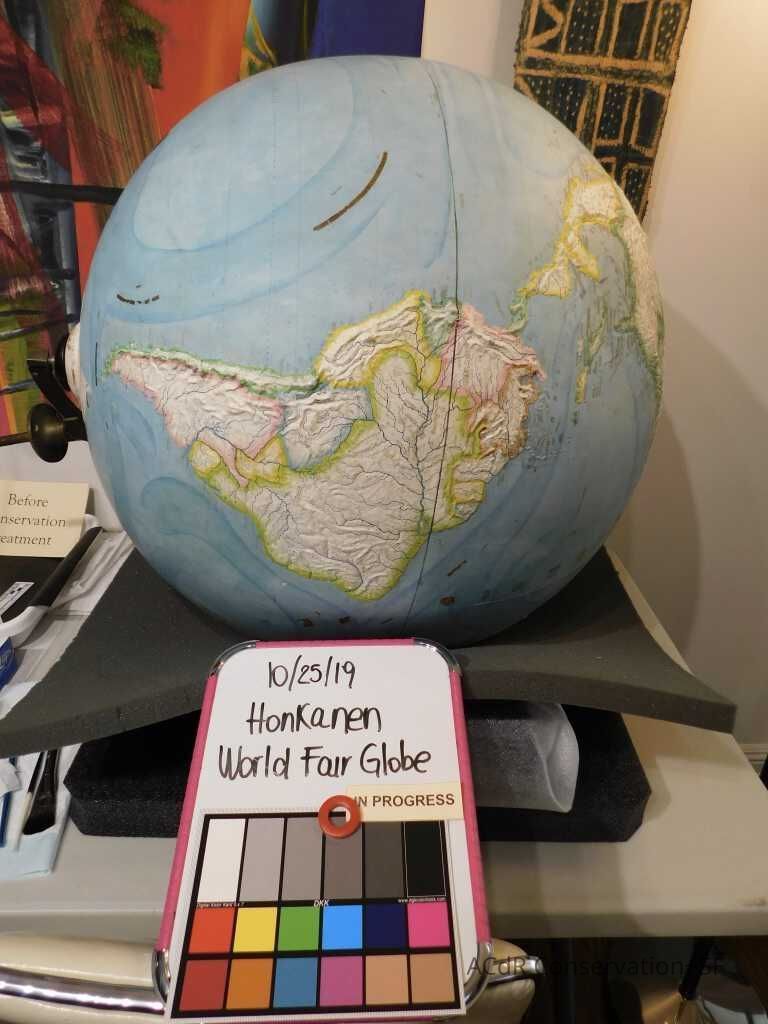 Before
nservation
eatment
10/25/19
Honkanen
World Fair Globe
IN PROGRESS
DKK
ACdR Conservation-SF